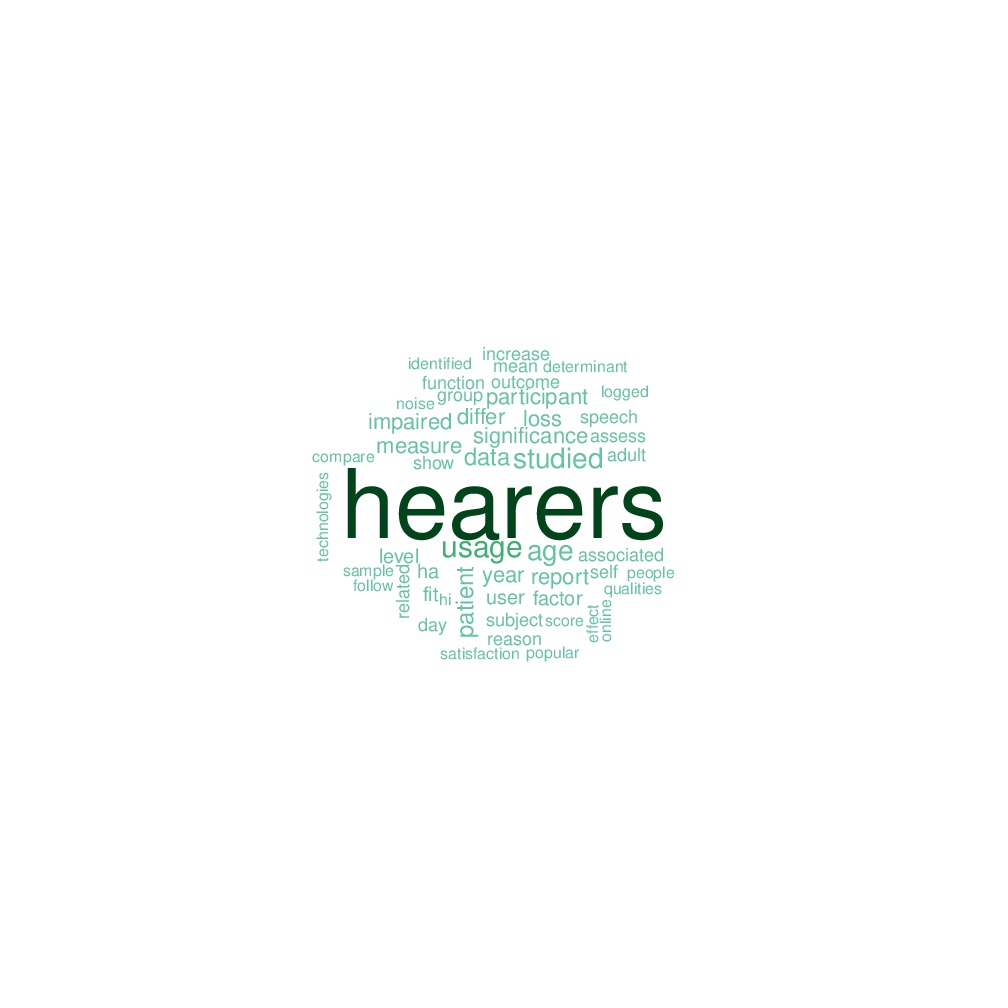 increase
identified
mean determinant
function outcome
group participant logged
noise
impaired differ loss speech
significance assess
measure
compare show data studied adult
technologies
hearers
usage age associated
level
sample ha year report self people
follow related fit hi patient user factor qualities
day subject score effect online
reason
satisfaction popular